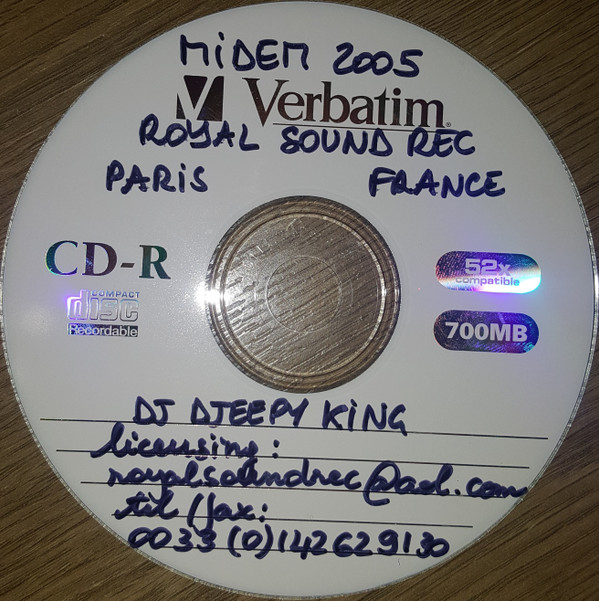 MiDEM 2005
Verbatim
ROYAL SOUND REC
PARiS FRANCE
CD-R
52x
compatible
COMPACT
disc
Recordable
700MB
DJ DJEEPY KiNG
licensing:
royalsoundrec@aol.com
tél/fax:
0033(0)142629130